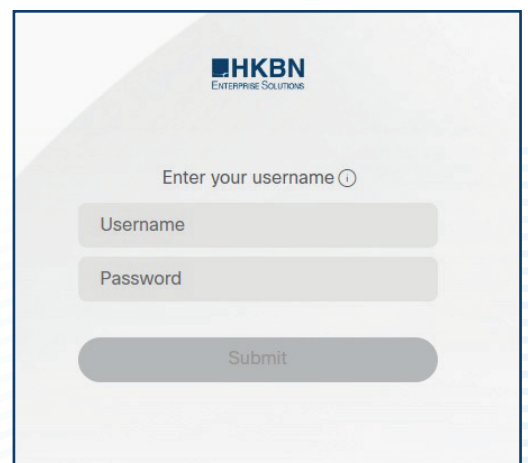 HKBN
ENTERPRISE SOLUTIONS
Enter your username
Username
Password
Submit